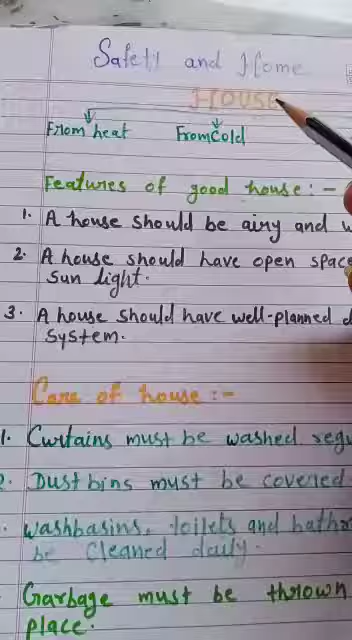 Safety and Home
HOUSE
From heat From Cold
Features of good house :-
1. A house should be airy and
2. A house should have open space
sun light.
3. A house should have well-planned
system.
Care of house :-
1. Curtains must be washed
2. Dustbins must be covered
washbasins, toilets and
be cleaned daily.
Garbage must be thrown
place.